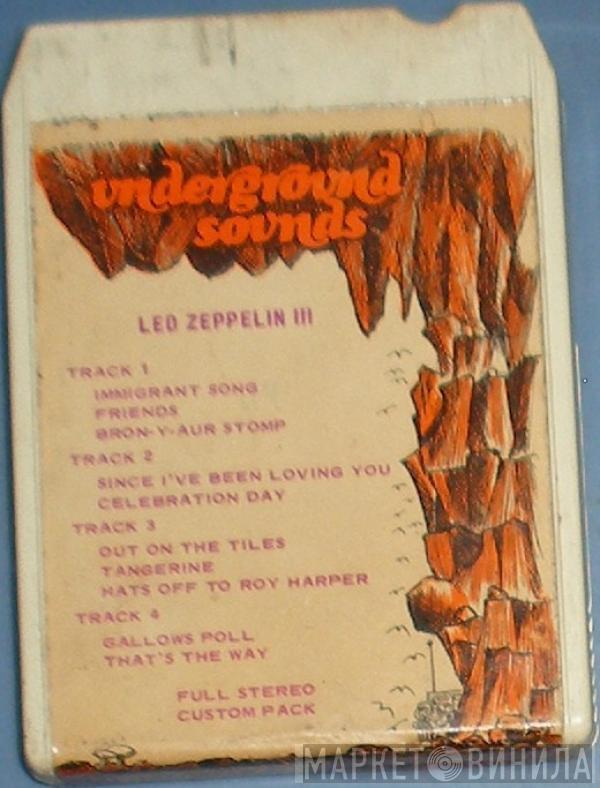 underground
sounds
LED ZEPPELIN III
TRACK 1
IMMIGRANT SONG
FRIENDS
BRON-Y-AUR STOMP
TRACK 2
SINCE I'VE BEEN LOVING YOU
CELEBRATION DAY
TRACK 3
OUT ON THE TILES
TANGERINE
HATS OFF TO ROY HARPER
TRACK 4
GALLOWS POLL
THAT'S THE WAY
FULL STEREO
CUSTOM PACK
МАРКЕТ ВИНИЛА